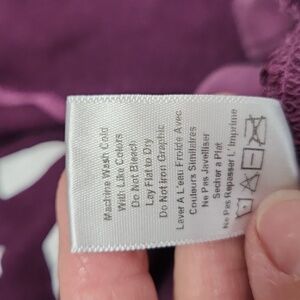 Machine Wash Cold
With Like Colors
Do Not Bleach
Lay Flat to Dry
Do Not Iron Graphic
Laver A L'eau Froide Avec
Couleurs Similaires
Ne Pas Javelliser
Secher a Plat
Ne Pas Repasser L' Imprime